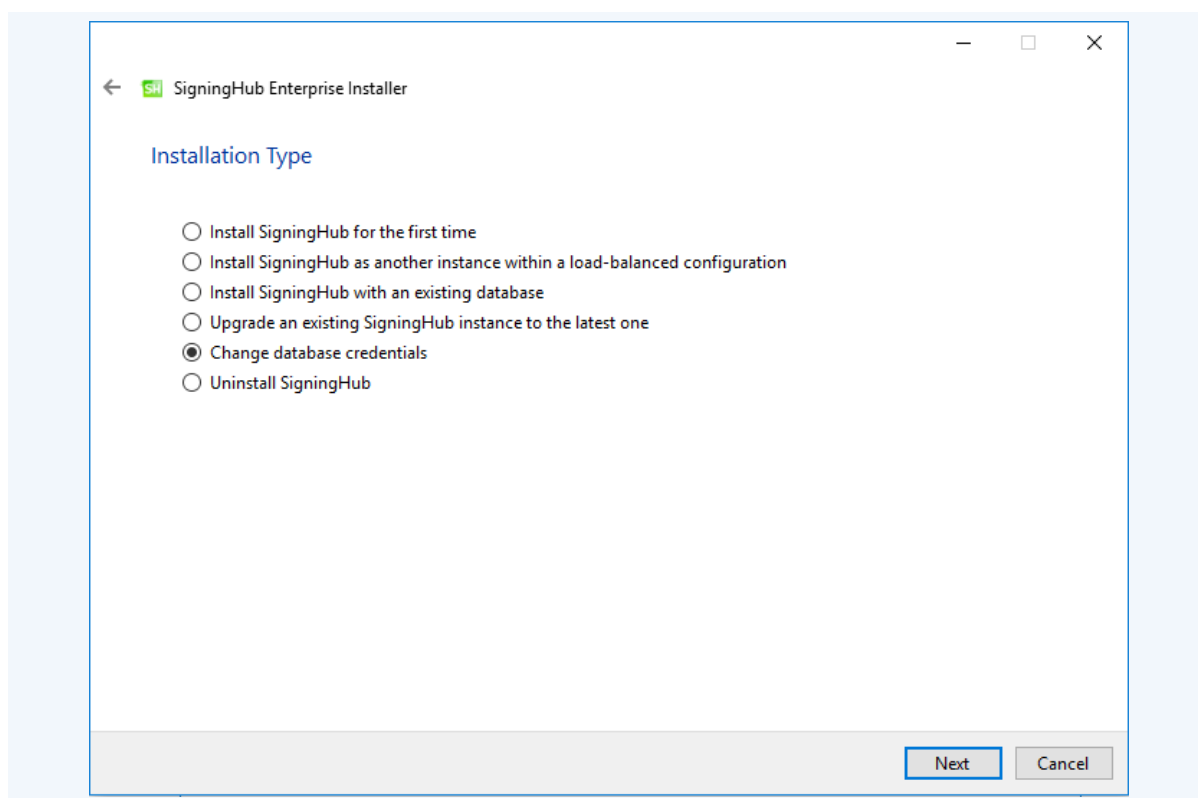 SH SigningHub Enterprise Installer
Installation Type
Install SigningHub for the first time
Install SigningHub as another instance within a load-balanced configuration
Install SigningHub with an existing database
Upgrade an existing SigningHub instance to the latest one
Change database credentials
Uninstall SigningHub
Next Cancel